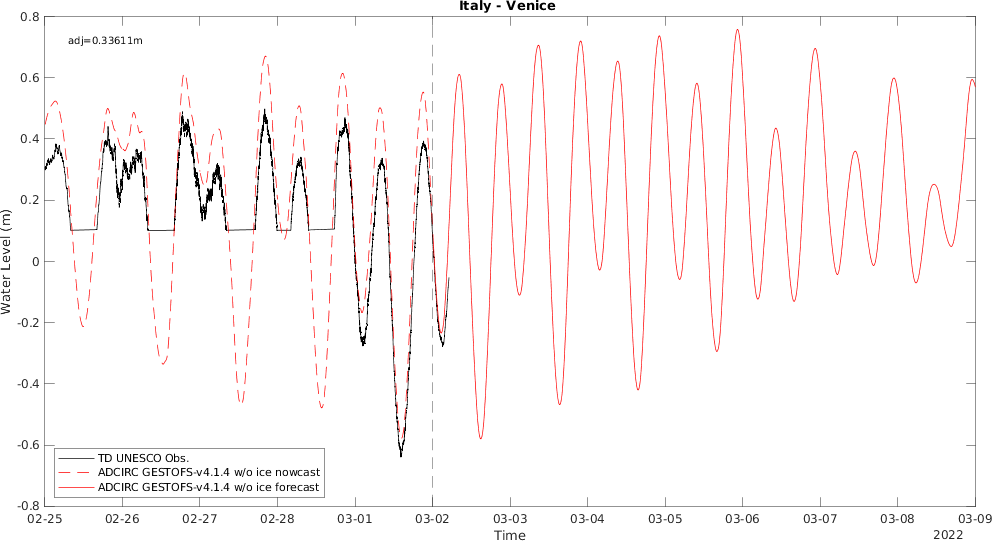 Italy - Venice
adj=0.33611m
0.8
0.6
0.4
0.2
0
-0.2
-0.4
-0.6
-0.8
Water Level (m)
TD UNESCO Obs.
ADCIRC GESTOFS-v4.1.4 w/o ice nowcast
ADCIRC GESTOFS-v4.1.4 w/o ice forecast
02-25 02-26 02-27 02-28 03-01 03-02 03-03 03-04 03-05 03-06 03-07 03-08 03-09
Time
2022